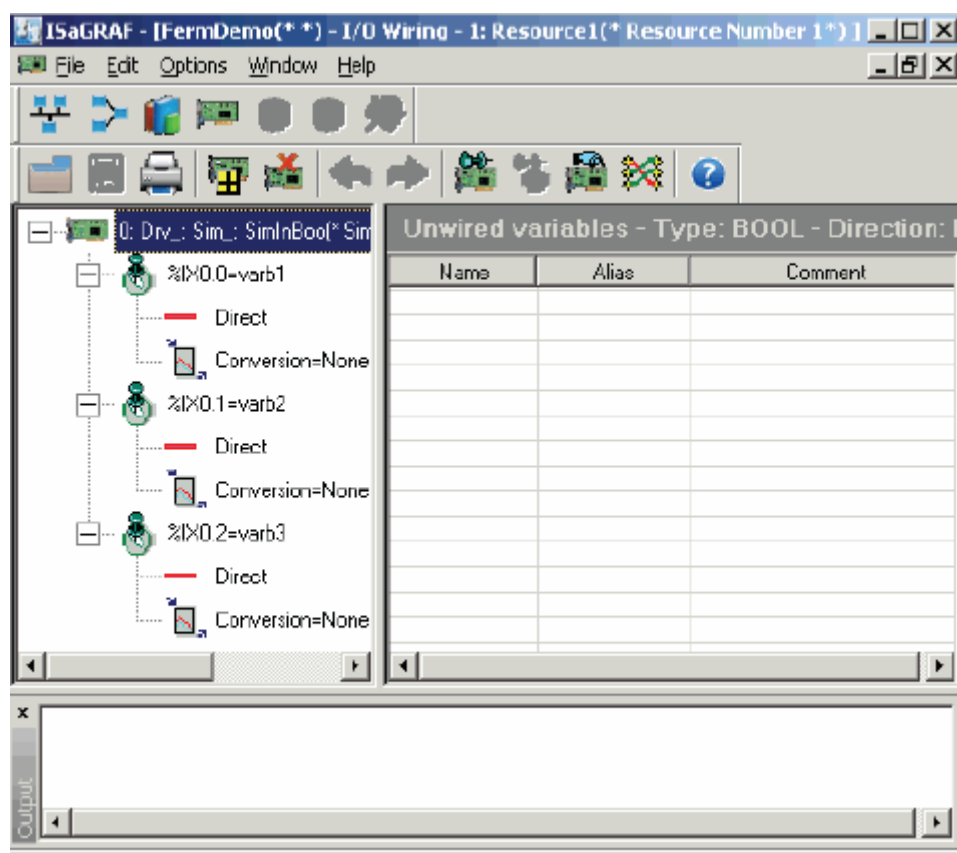 ISaGRAF - [FermDemo(* *) - I/O Wiring - 1: Resource1(* Resource Number 1*) ]
File Edit Options Window Help
0: Drv_: Sim_: SimInBoo(* Sim
Unwired variables - Type: BOOL - Direction:
Name Alias Comment
%IX0.0=varb1
Direct
Conversion=None
%IX0.1=varb2
Direct
Conversion=None
%IX0.2=varb3
Direct
Conversion=None
x
Output